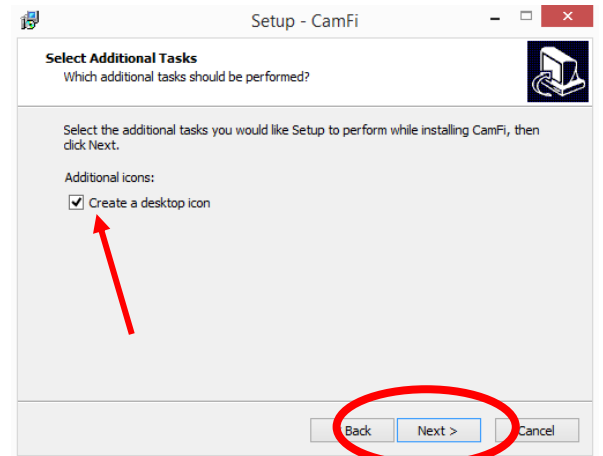 Setup - CamFi
Select Additional Tasks
Which additional tasks should be performed?
Select the additional tasks you would like Setup to perform while installing CamFi, then
click Next.
Additional icons:
Create a desktop icon
Back Next > Cancel